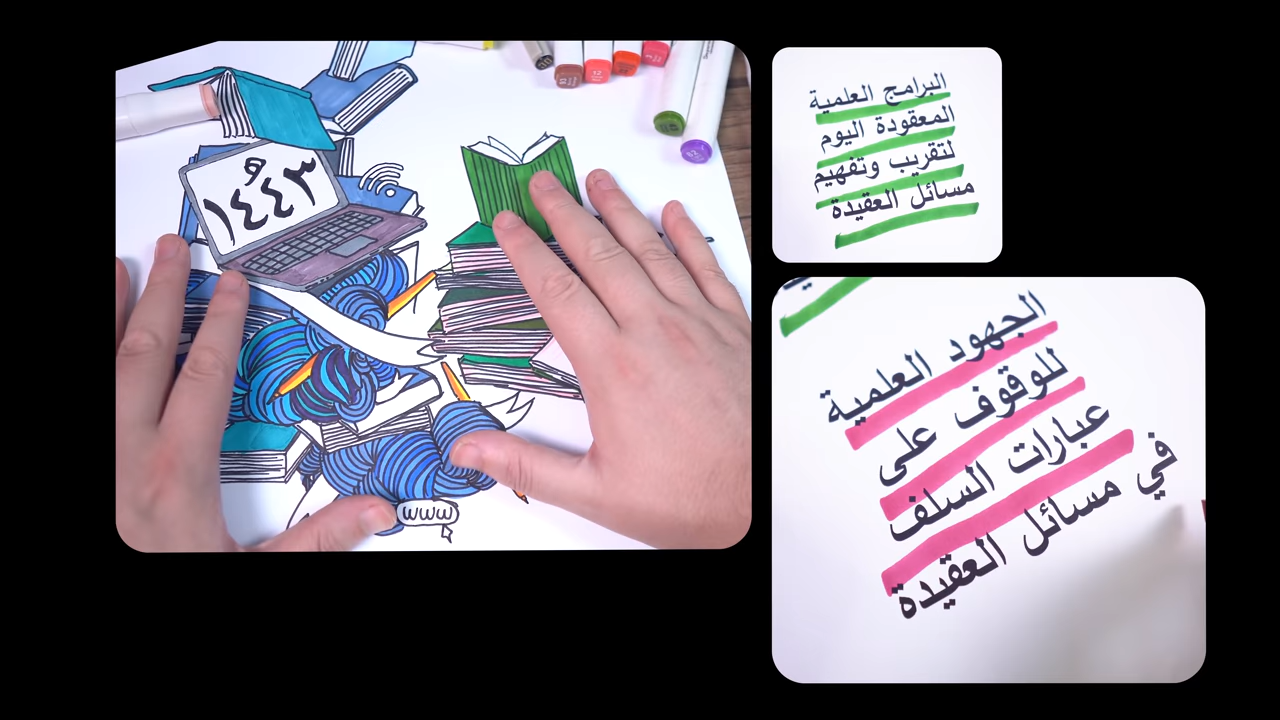 ١٤٤٣هـ
www
البرامج العلمية
المعقودة اليوم
لتقريب وتفهيم
مسائل العقيدة
الجهود العلمية
للوقوف على
عبارات السلف
في مسائل العقيدة